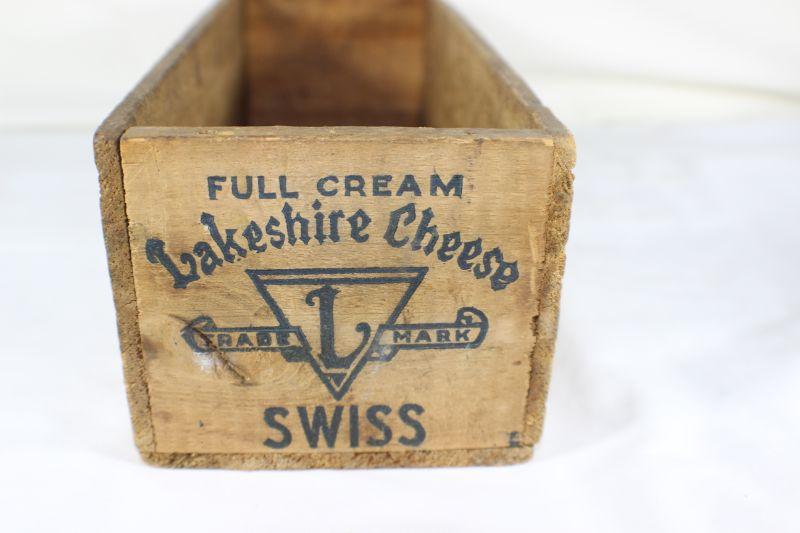 FULL CREAM
Lakeshire Cheese
L
TRADE MARK
SWISS